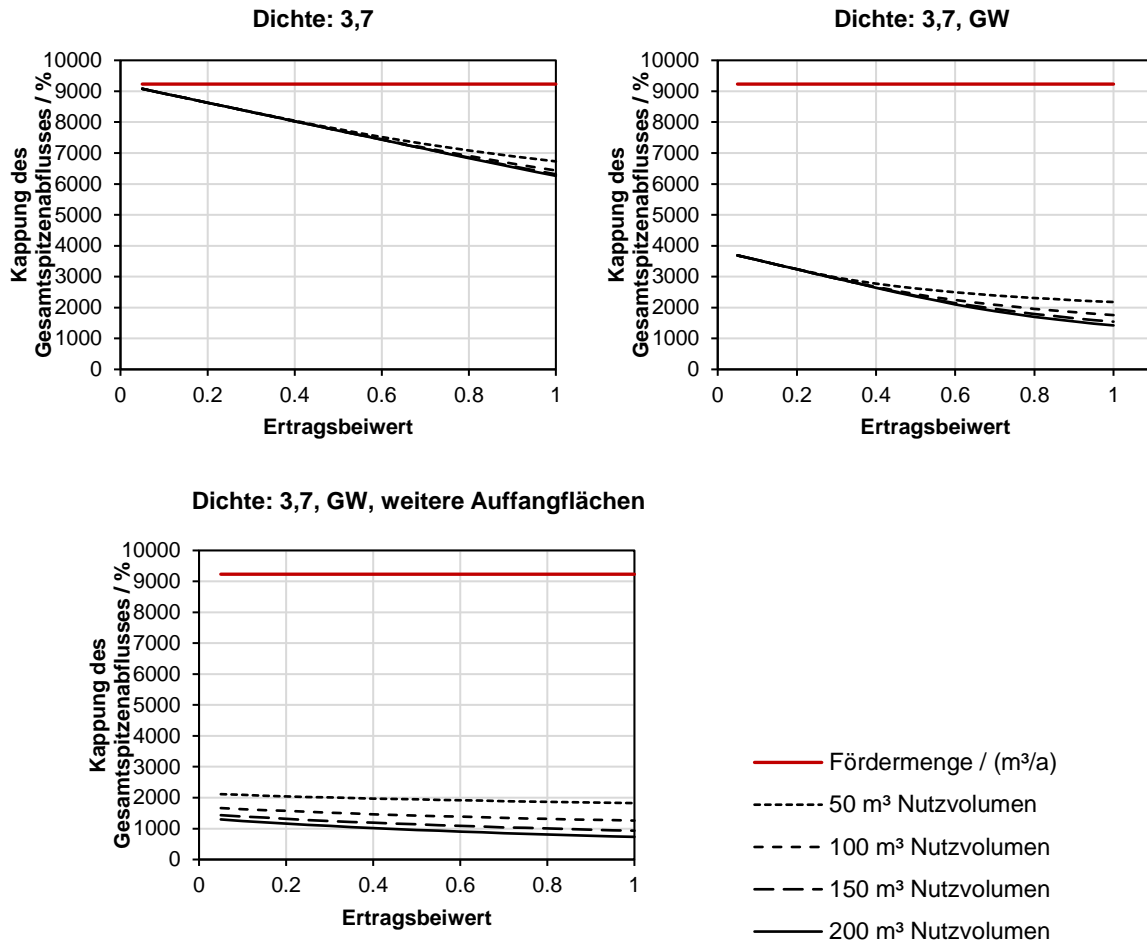 Dichte: 3,7
Kappung des
Gesamtspitzenabflusses / %
10000
9000
8000
7000
6000
5000
4000
3000
2000
1000
0
0 0.2 0.4 0.6 0.8 1
Ertragsbeiwert
Dichte: 3,7, GW
Kappung des
Gesamtspitzenabflusses / %
10000
9000
8000
7000
6000
5000
4000
3000
2000
1000
0
0 0.2 0.4 0.6 0.8 1
Ertragsbeiwert
Dichte: 3,7, GW, weitere Auffangflächen
Kappung des
Gesamtspitzenabflusses / %
10000
9000
8000
7000
6000
5000
4000
3000
2000
1000
0
0 0.2 0.4 0.6 0.8 1
Ertragsbeiwert
Fördermenge / (m³/a)
50 m³ Nutzvolumen
100 m³ Nutzvolumen
150 m³ Nutzvolumen
200 m³ Nutzvolumen